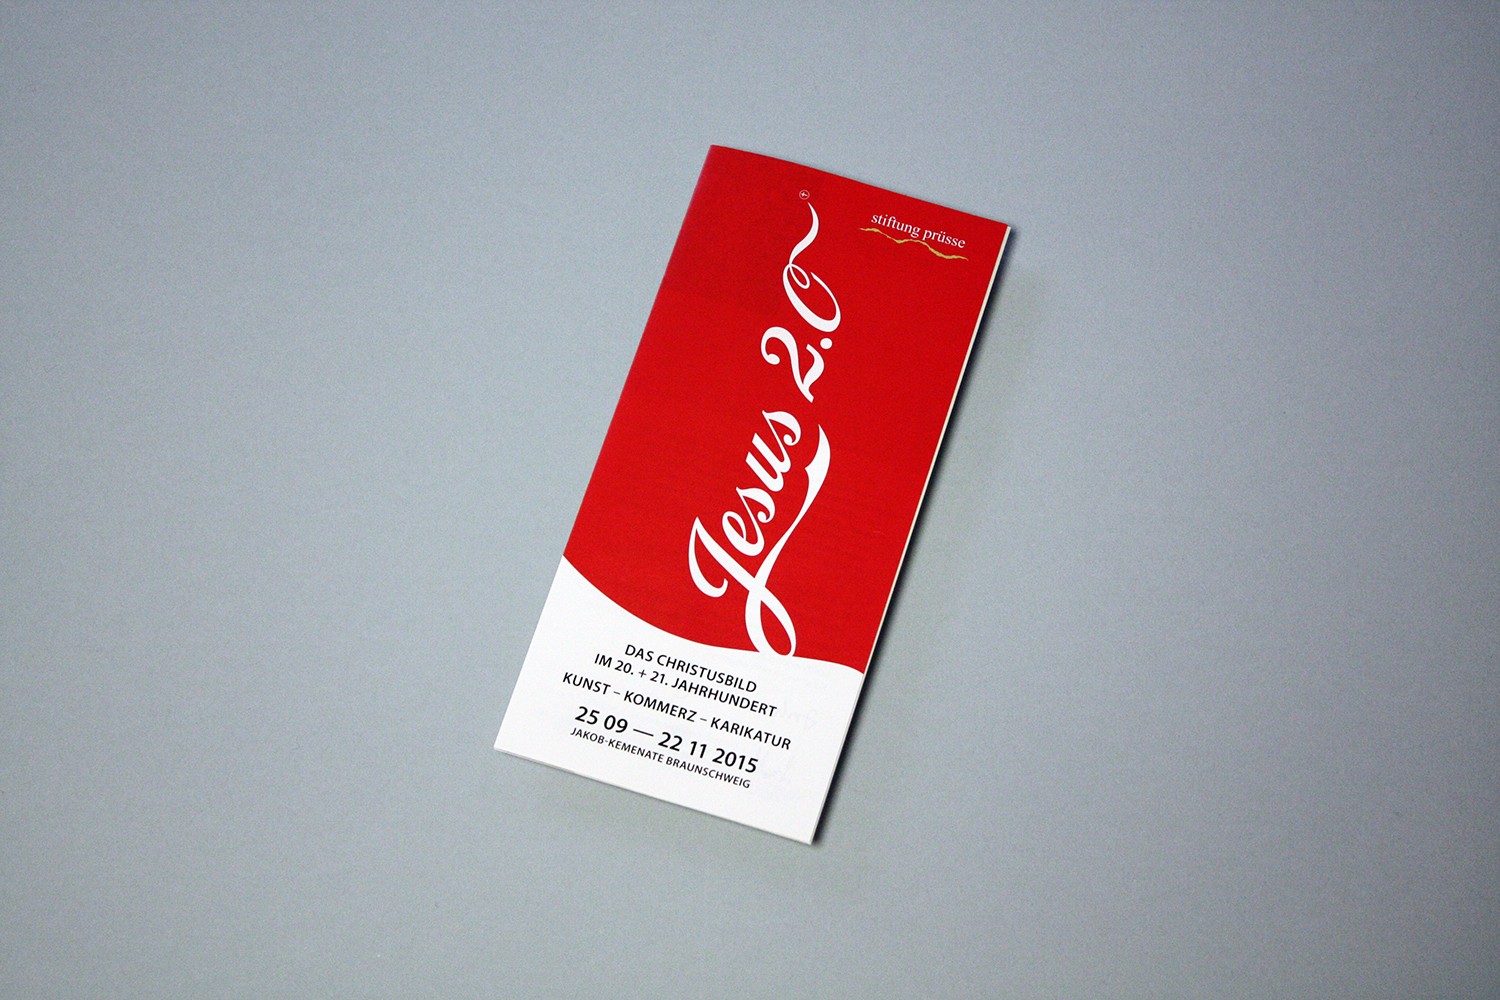 stiftung prüsse
Jesus 2.0
DAS CHRISTUSBILD
IM 20. + 21. JAHRHUNDERT
KUNST – KOMMERZ – KARIKATUR
25 09 — 22 11 2015
JAKOB-KEMENATE BRAUNSCHWEIG